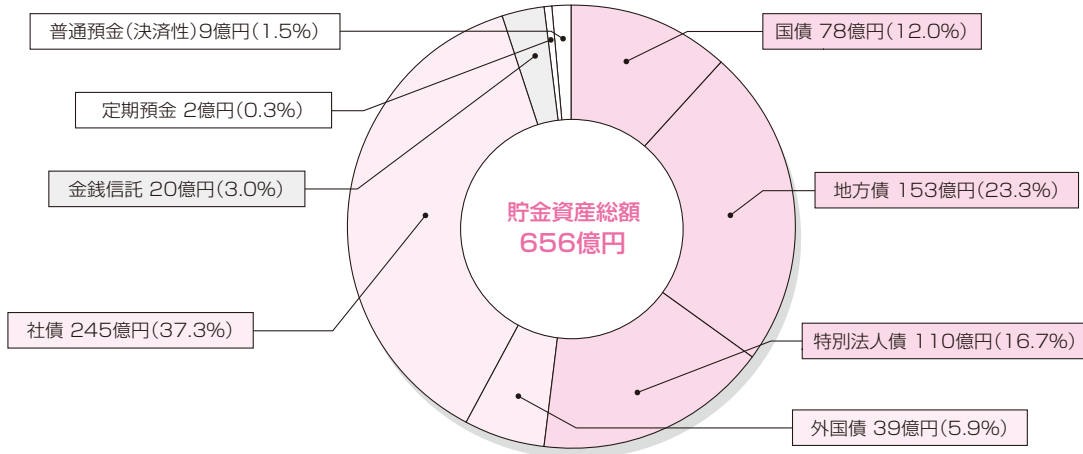 普通預金(決済性)9億円(1.5%)
国債 78億円(12.0%)
定期預金 2億円(0.3%)
金銭信託 20億円(3.0%)
地方債 153億円(23.3%)
貯金資産総額
656億円
社債 245億円(37.3%)
特別法人債 110億円(16.7%)
外国債 39億円(5.9%)